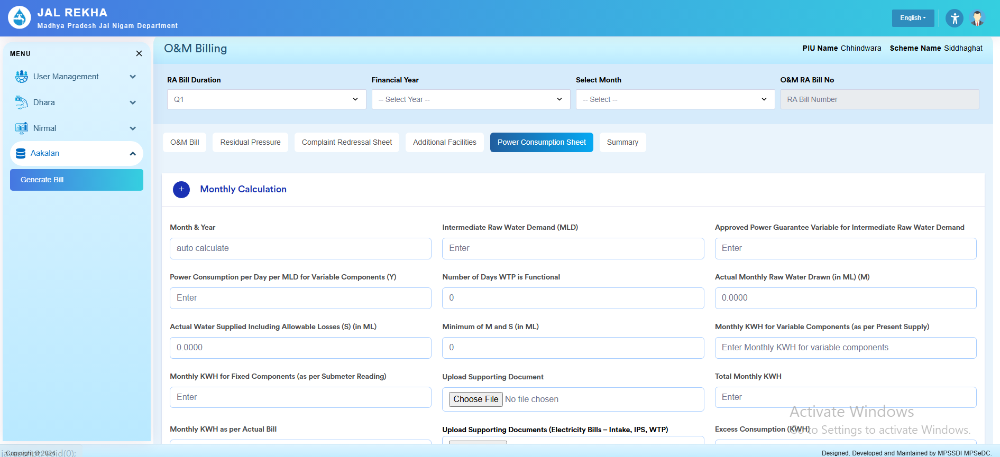 JAL REKHA
Madhya Pradesh Jal Nigam Department
English
MENU
User Management
Dhara
Nirmal
Aakalan
Generate Bill
O&M Billing
PIU Name Chhindwara Scheme Name Siddhaghat
RA Bill Duration Financial Year Select Month O&M RA Bill No
Q1 -- Select Year -- -- Select -- RA Bill Number
O&M Bill Residual Pressure Complaint Redressal Sheet Additional Facilities Power Consumption Sheet Summary
+ Monthly Calculation
Month & Year Intermediate Raw Water Demand (MLD) Approved Power Guarantee Variable for Intermediate Raw Water Demand
auto calculate Enter Enter
Power Consumption per Day per MLD for Variable Components (Y) Number of Days WTP is Functional Actual Monthly Raw Water Drawn (in ML) (M)
Enter 0 0.0000
Actual Water Supplied Including Allowable Losses (S) (in ML) Minimum of M and S (in ML) Monthly KWH for Variable Components (as per Present Supply)
0.0000 0 Enter Monthly KWH for variable components
Monthly KWH for Fixed Components (as per Submeter Reading) Upload Supporting Document Total Monthly KWH
Enter Choose File No file chosen Enter
Activate Windows
Monthly KWH as per Actual Bill Upload Supporting Documents (Electricity Bills – Intake, IPS, WTP) Excess Consumption (KWH)
Go to Settings to activate Windows.
Copyright © 2024
javascript:void(0);
Designed, Developed and Maintained by MPSSDI MPSeDC.